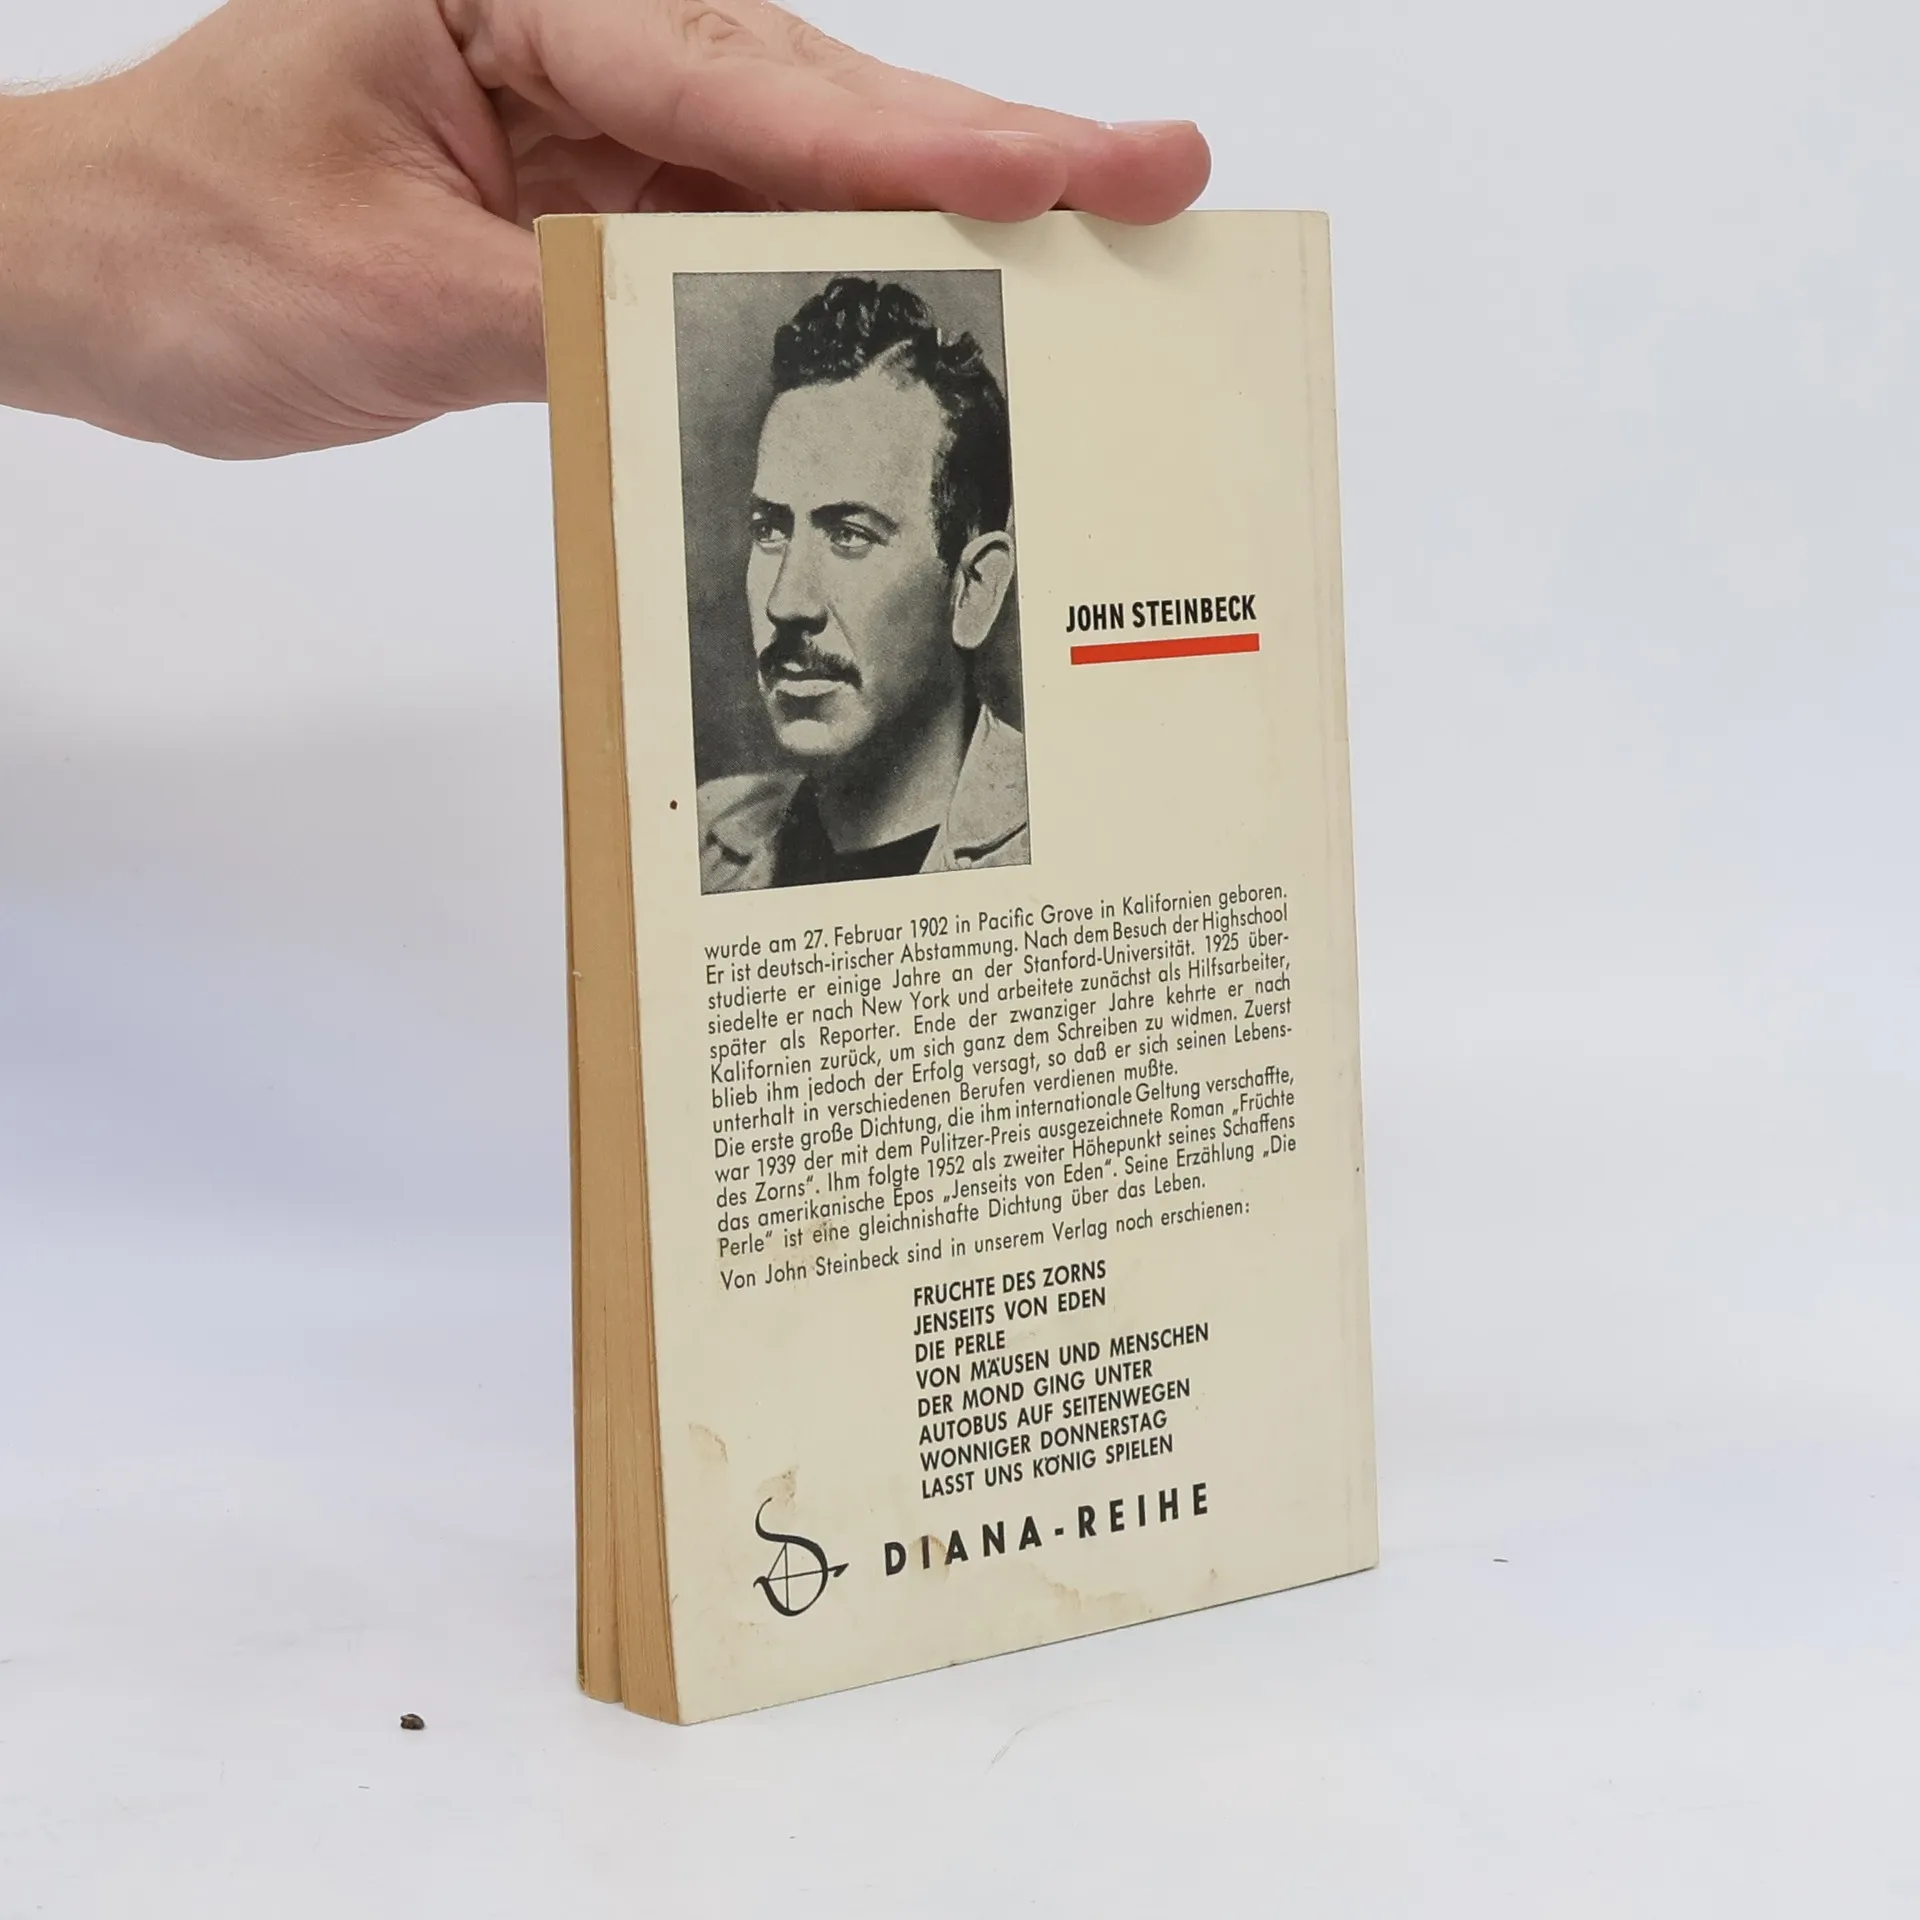 JOHN STEINBECK
wurde am 27. Februar 1902 in Pacific Grove in Kalifornien geboren.
Er ist deutsch-irischer Abstammung. Nach dem Besuch der Highschool
studierte er einige Jahre an der Stanford-Universität. 1925 über-
siedelte er nach New York und arbeitete zunächst als Hilfsarbeiter,
später als Reporter. Ende der zwanziger Jahre kehrte er nach
Kalifornien zurück, um sich ganz dem Schreiben zu widmen. Zuerst
blieb ihm jedoch der Erfolg versagt, so daß er sich seinen Lebens-
unterhalt in verschiedenen Berufen verdienen mußte.
Die erste große Dichtung, die ihm internationale Geltung verschaffte,
war 1939 der mit dem Pulitzer-Preis ausgezeichnete Roman „Früchte
des Zorns“. Ihm folgte 1952 als zweiter Höhepunkt seines Schaffens
das amerikanische Epos „Jenseits von Eden“. Seine Erzählung „Die
Perle“ ist eine gleichnishafte Dichtung über das Leben.
Von John Steinbeck sind in unserem Verlag noch erschienen:
FRUCHTE DES ZORNS
JENSEITS VON EDEN
DIE PERLE
VON MÄUSEN UND MENSCHEN
DER MOND GING UNTER
AUTOBUS AUF SEITENWEGEN
WONNIGER DONNERSTAG
LASST UNS KÖNIG SPIELEN
DIANA-REIHE